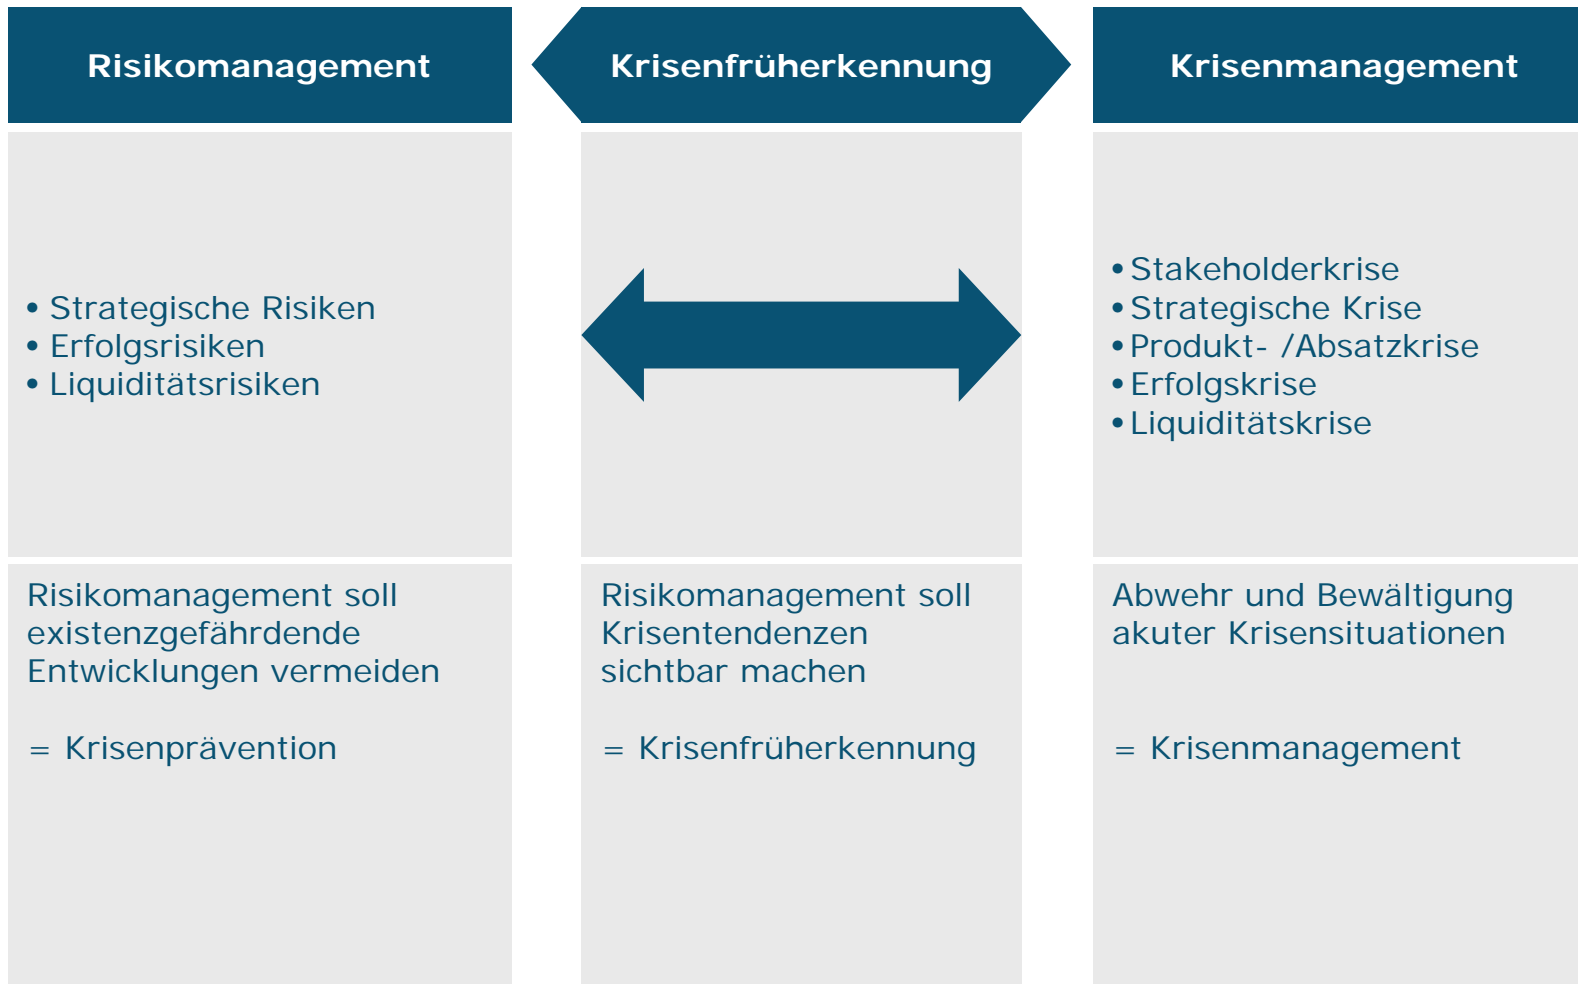 Risikomanagement
Krisenfrüherkennung
Krisenmanagement
• Strategische Risiken
• Erfolgsrisiken
• Liquiditätsrisiken
• Stakeholderkrise
• Strategische Krise
• Produkt- /Absatzkrise
• Erfolgskrise
• Liquiditätskrise
Risikomanagement soll
existenzgefährdende
Entwicklungen vermeiden
= Krisenprävention
Risikomanagement soll
Krisentendenzen
sichtbar machen
= Krisenfrüherkennung
Abwehr und Bewältigung
akuter Krisensituationen
= Krisenmanagement